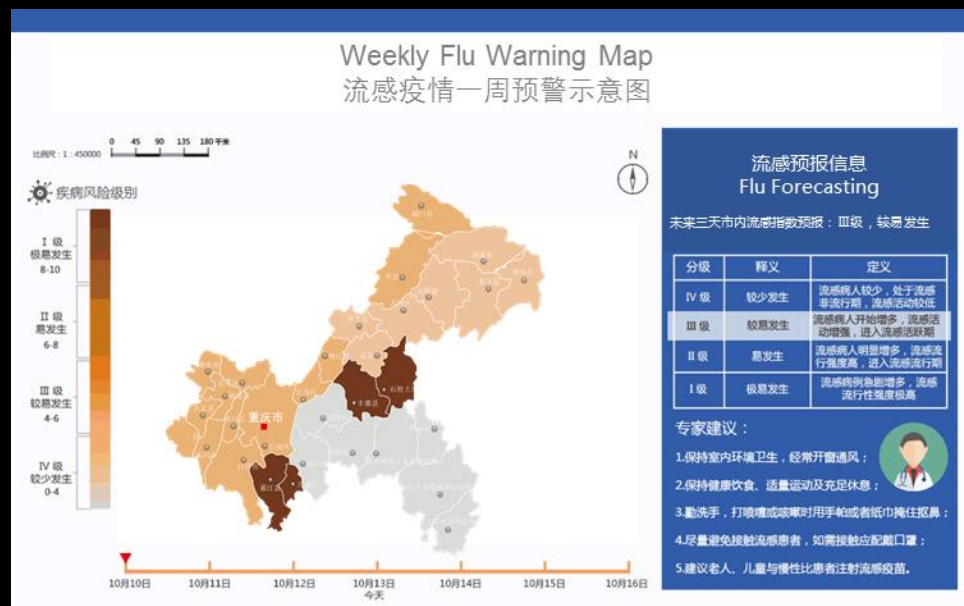 Weekly Flu Warning Map
流感疫情一周预警示意图
0 45 90 135 180 千米
比例尺：1：450000
N
疾病风险级别
I 级
极易发生
8-10
II 级
易发生
6-8
III 级
较易发生
4-6
IV 级
较少发生
0-4
城口县
重庆市
丰都县
石柱土
綦江县
10月10日 10月11日 10月12日 10月13日 10月14日 10月15日 10月16日
今天
流感预报信息
Flu Forecasting
未来三天市内流感指数预报：III级，较易发生
分级 释义 定义
IV 级 较少发生 流感病人较少，处于流感
非流行期，流感活动较低
III 级 较易发生 流感病人开始增多，流感活
动增强，进入流感活跃期
II 级 易发生 流感病人明显增多，流感流
行强度高，进入流感流行期
I 级 极易发生 流感病例急剧增多，流感
流行性强度极高
专家建议：
1.保持室内环境卫生，经常开窗通风；
2.保持健康饮食、适量运动及充足休息；
3.勤洗手，打喷嚏或咳嗽时用手帕或者纸巾掩住抠鼻；
4.尽量避免接触流感患者，如需接触应配戴口罩；
5.建议老人、儿童与慢性比患者注射流感疫苗。